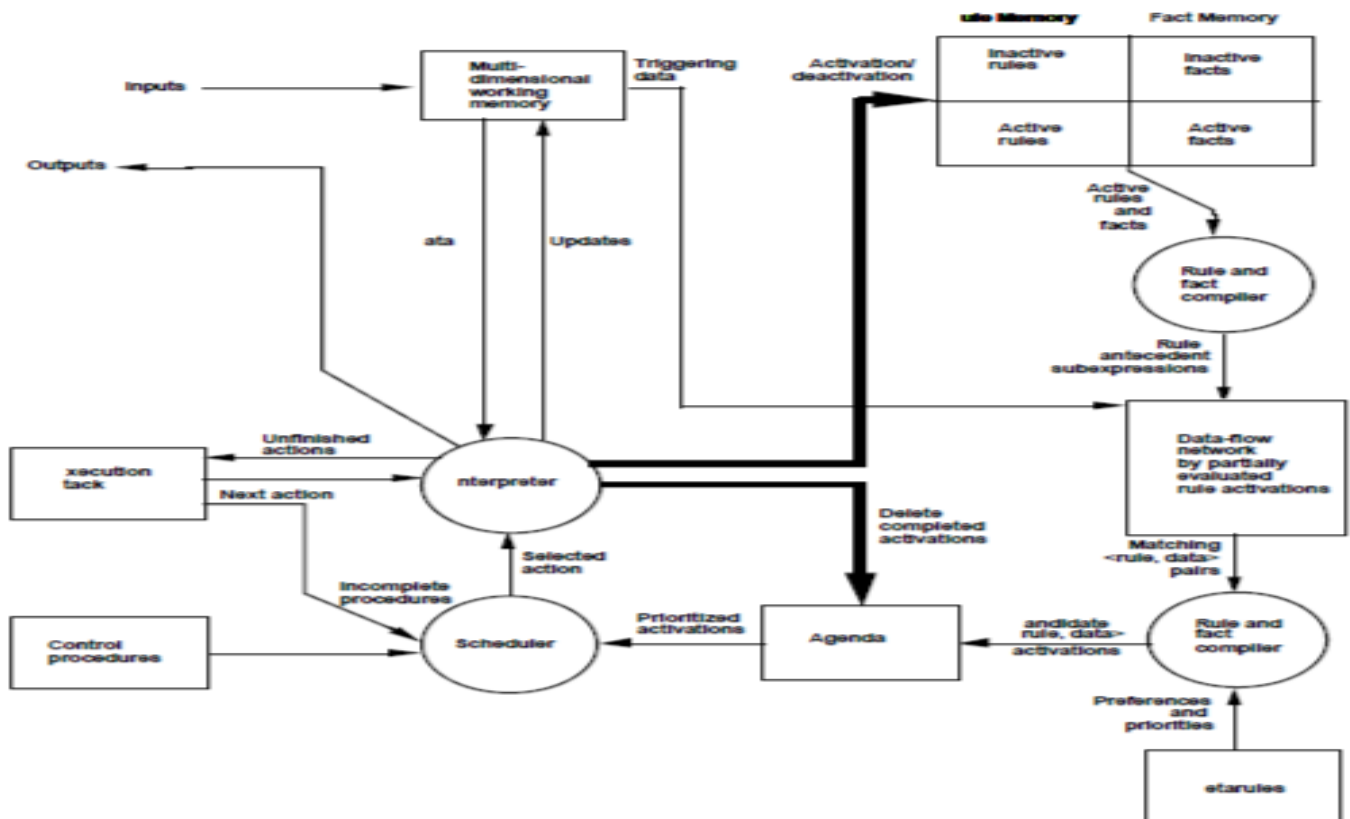 ule Memory
Fact Memory
Inactive
rules
Inactive
facts
Active
rules
Active
facts
Multi-
dimensional
working
memory
Triggering
data
Activation/
deactivation
Inputs
Outputs
ata
Updates
Active
rules
and
facts
Rule and
fact
compiler
Rule
antecedent
subexpressions
Unfinished
actions
xecution
tack
Next action
nterpreter
Data-flow
network
by partially
evaluated
rule activations
Delete
completed
activations
Selected
action
Matching
<rule, data>
pairs
Incomplete
procedures
Control
procedures
Scheduler
Prioritized
activations
Agenda
andidate
rule, data>
activations
Rule and
fact
compiler
Preferences
and
priorities
etarules